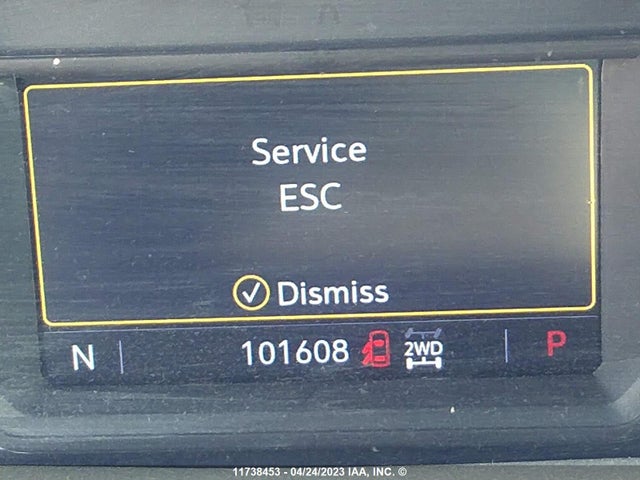 Service
ESC
Dismiss
N 101608 2WD P
11738453 - 04/24/2023 IAA, INC. ©